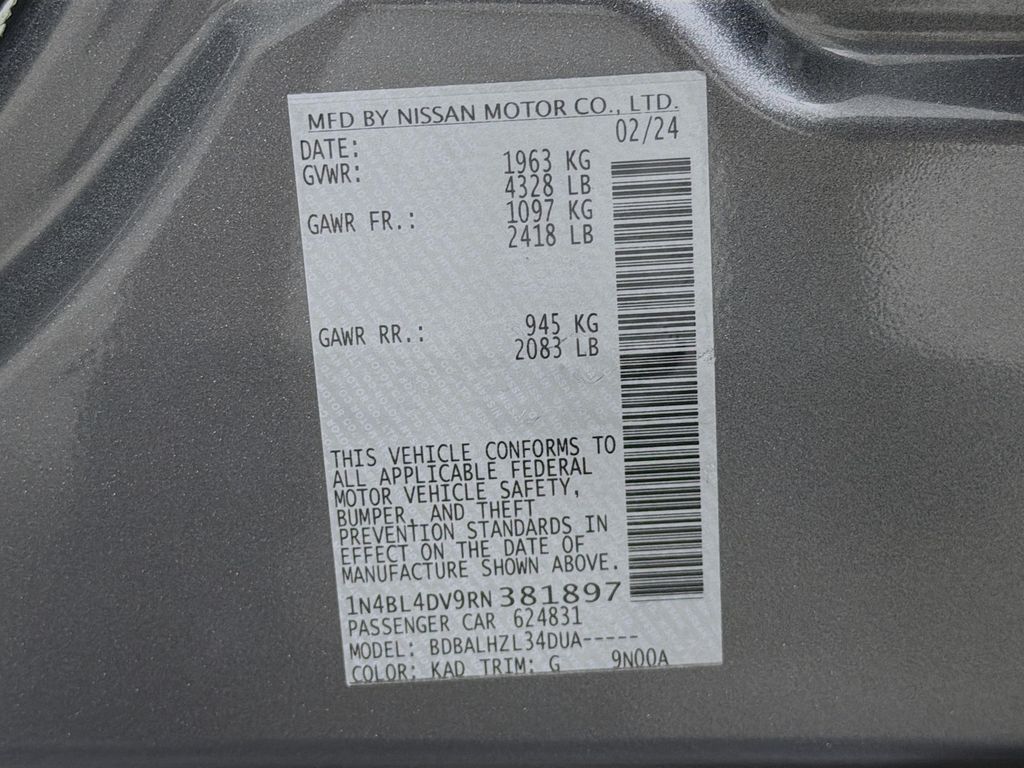 MFD BY NISSAN MOTOR CO., LTD.
DATE: 02/24
GVWR: 1963 KG
4328 LB
GAWR FR.: 1097 KG
2418 LB
GAWR RR.: 945 KG
2083 LB
THIS VEHICLE CONFORMS TO
ALL APPLICABLE FEDERAL
MOTOR VEHICLE SAFETY,
BUMPER, AND THEFT
PREVENTION STANDARDS IN
EFFECT ON THE DATE OF
MANUFACTURE SHOWN ABOVE.
1N4BL4DV9RN381897
PASSENGER CAR 624831
MODEL: BDBALHZL34DUA-----
COLOR: KAD TRIM: G 9N00A